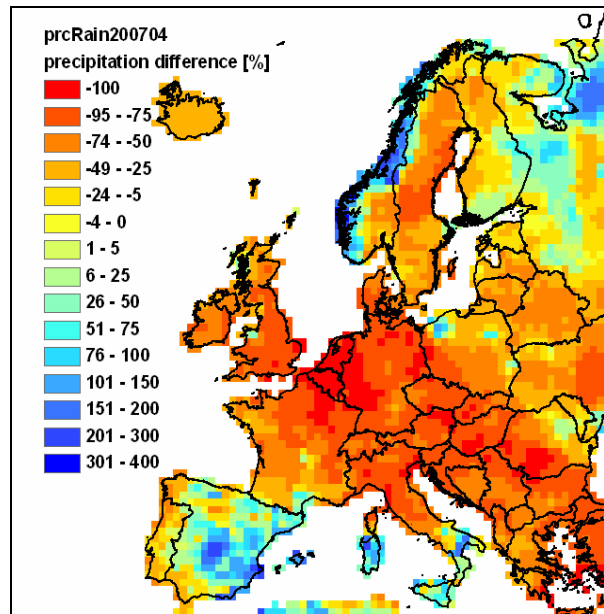 prcRain200704
precipitation difference [%]
-100
-95 - -75
-74 - -50
-49 - -25
-24 - -5
-4 - 0
1 - 5
6 - 25
26 - 50
51 - 75
76 - 100
101 - 150
151 - 200
201 - 300
301 - 400